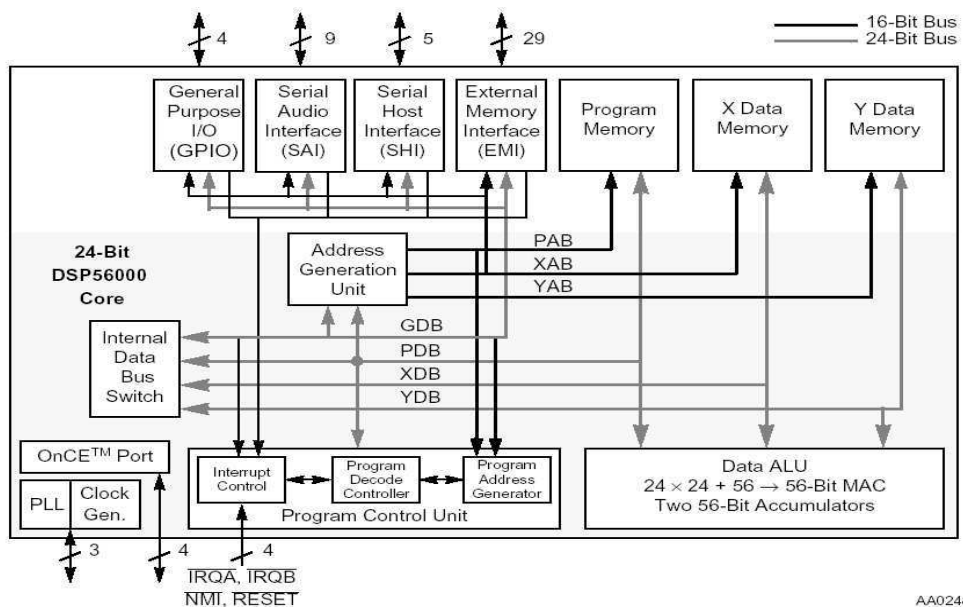 4
9
5
29
16-Bit Bus
24-Bit Bus
General
Purpose
I/O
(GPIO)
Serial
Audio
Interface
(SAI)
Serial
Host
Interface
(SHI)
External
Memory
Interface
(EMI)
Program
Memory
X Data
Memory
Y Data
Memory
24-Bit
DSP56000
Core
Address
Generation
Unit
PAB
XAB
YAB
Internal
Data
Bus
Switch
GDB
PDB
XDB
YDB
OnCE™ Port
PLL
Clock
Gen.
Interrupt
Control
Program
Decode
Controller
Program
Address
Generator
Program Control Unit
Data ALU
24 × 24 + 56 → 56-Bit MAC
Two 56-Bit Accumulators
3
4
4
IRQA, IRQB
NMI, RESET